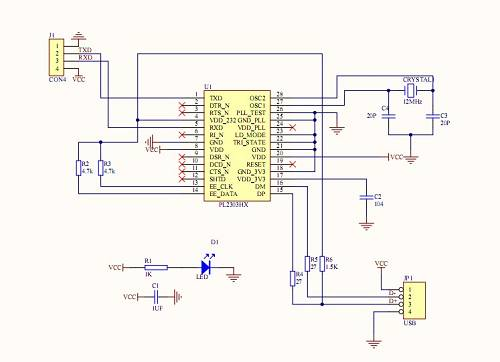 J1
1
2
3
4
CON4
TXD
RXD
VCC
U1
1 TXD OSC2 28
2 DTR_N OSC1 27
3 RTS_N PLL_TEST 26
4 VDD_232 GND_PLL 25
5 RXD VDD_PLL 24
6 RI_N LD_MODE 23
7 GND TRI_STATE 22
8 VDD GND 21
9 DSR_N VDD 20
10 DCD_N RESET 19
11 CTS_N GND_3V3 18
12 SHTD VDD_3V3 17
13 EE_CLK DM 16
14 EE_DATA DP 15
PL2303HX
VCC
R2
4.7k
R3
4.7k
CRYSTAL1
12MHz
C4
20P
C3
20P
VCC
C2
104
D1
VCC
R1
1K
LED
VCC
C1
1UF
R4
27
R5
27
R6
1.5K
VCC
JP1
D-
D+
1
2
3
4
USB